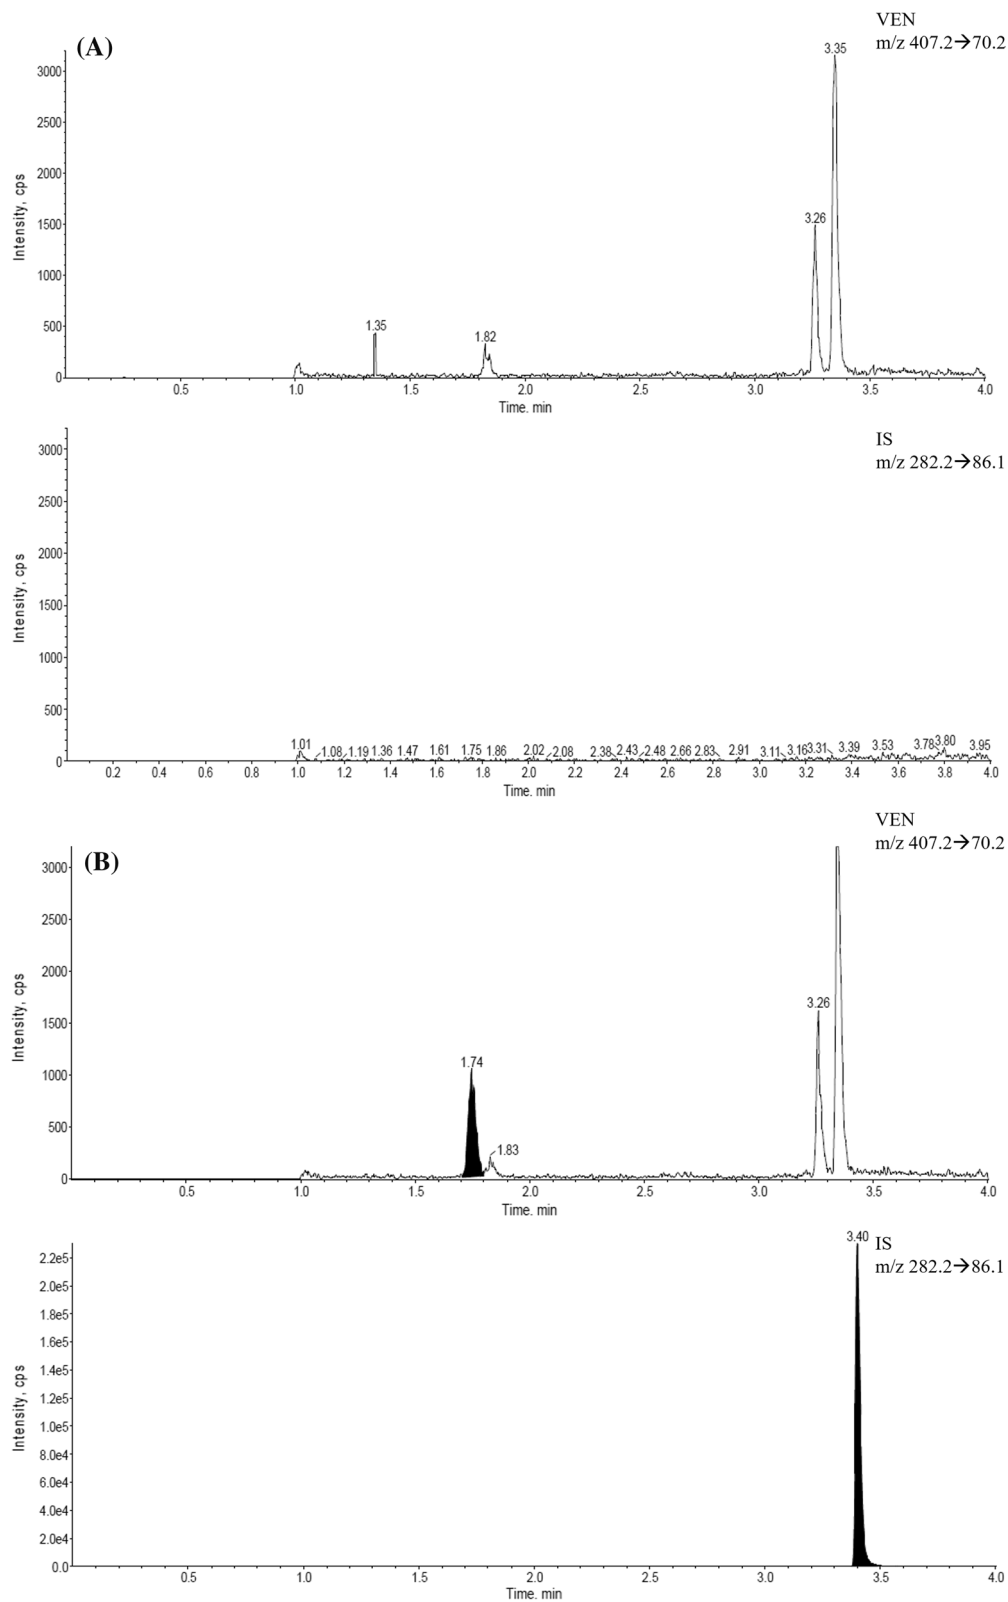 VEN
m/z 407.2→70.2
(A)
3.35
3.26
1.35
1.82
Intensity, cps
3000
2500
2000
1500
1000
500
0
0.5 1.0 1.5 2.0 2.5 3.0 3.5 4.0
Time. min
IS
m/z 282.2→86.1
Intensity, cps
3000
2500
2000
1500
1000
500
0
1.01 1.08 1.19 1.36 1.47 1.61 1.75 1.86 2.02 2.08 2.38 2.43 2.48 2.66 2.83 2.91 3.11 3.16 3.31 3.39 3.53 3.78 3.80 3.95
0.2 0.4 0.6 0.8 1.0 1.2 1.4 1.6 1.8 2.0 2.2 2.4 2.6 2.8 3.0 3.2 3.4 3.6 3.8 4.0
Time. min
VEN
m/z 407.2→70.2
(B)
3.26
1.74
1.83
Intensity, cps
3000
2500
2000
1500
1000
500
0
0.5 1.0 1.5 2.0 2.5 3.0 3.5 4.0
Time. min
3.40
IS
m/z 282.2→86.1
Intensity, cps
2.2e5
2.0e5
1.8e5
1.6e5
1.4e5
1.2e5
1.0e5
8.0e4
6.0e4
4.0e4
2.0e4
0.0
0.5 1.0 1.5 2.0 2.5 3.0 3.5 4.0
Time. min